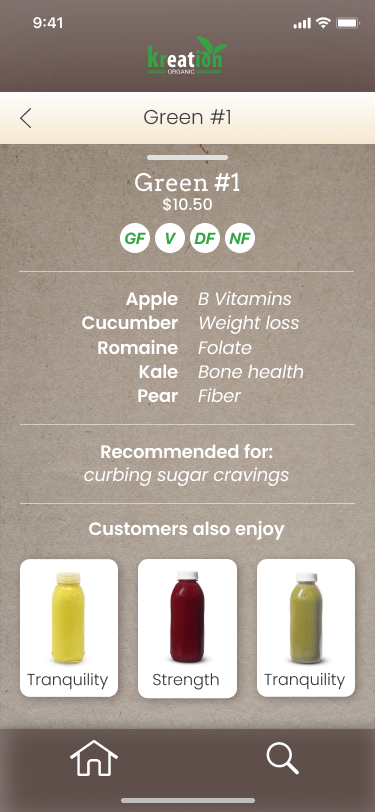 9:41
kreation
ORGANIC
Green #1
Green #1
$10.50
GF V DF NF
Apple B Vitamins
Cucumber Weight loss
Romaine Folate
Kale Bone health
Pear Fiber
Recommended for:
curbing sugar cravings
Customers also enjoy
Tranquility Strength Tranquility